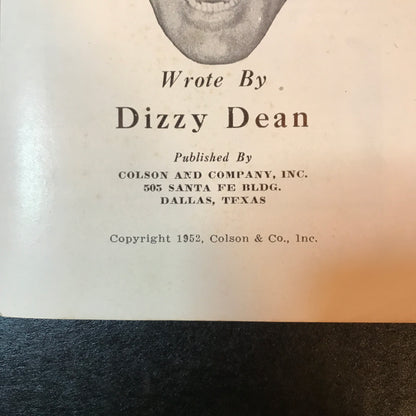 Wrote By
Dizzy Dean
Published By
COLSON AND COMPANY, INC.
505 SANTA FE BLDG.
DALLAS, TEXAS
Copyright 1952, Colson & Co., Inc.